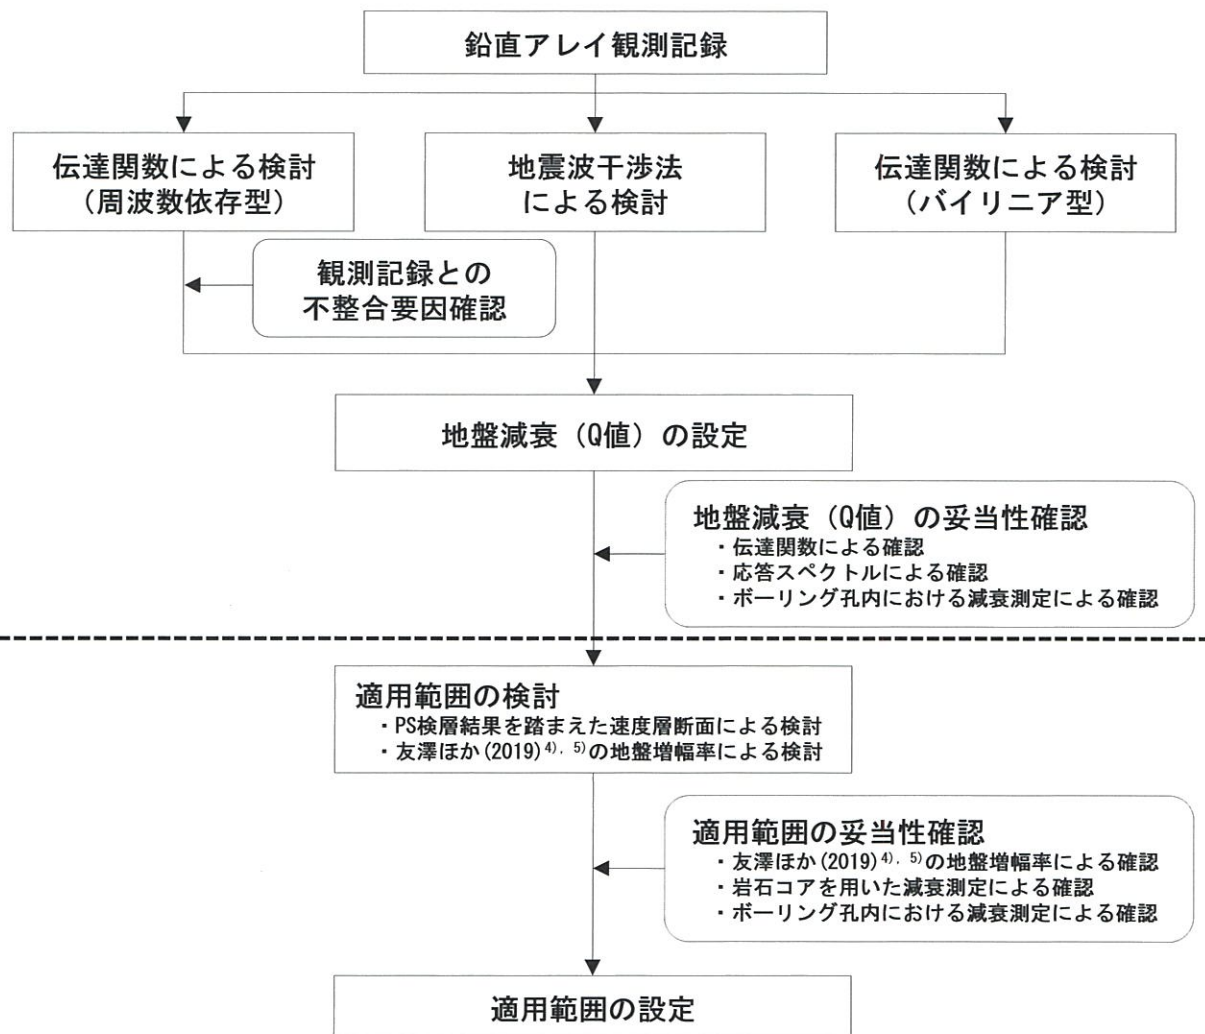 鉛直アレイ観測記録
伝達関数による検討
（周波数依存型）
地震波干渉法
による検討
伝達関数による検討
（バイリニア型）
観測記録との
不整合要因確認
地盤減衰（Q値）の設定
地盤減衰（Q値）の妥当性確認
・伝達関数による確認
・応答スペクトルによる確認
・ボーリング孔内における減衰測定による確認
適用範囲の検討
・PS検層結果を踏まえた速度層断面による検討
・友澤ほか(2019)⁴⁾, ⁵⁾の地盤増幅率による検討
適用範囲の妥当性確認
・友澤ほか(2019)⁴⁾, ⁵⁾の地盤増幅率による確認
・岩石コアを用いた減衰測定による確認
・ボーリング孔内における減衰測定による確認
適用範囲の設定